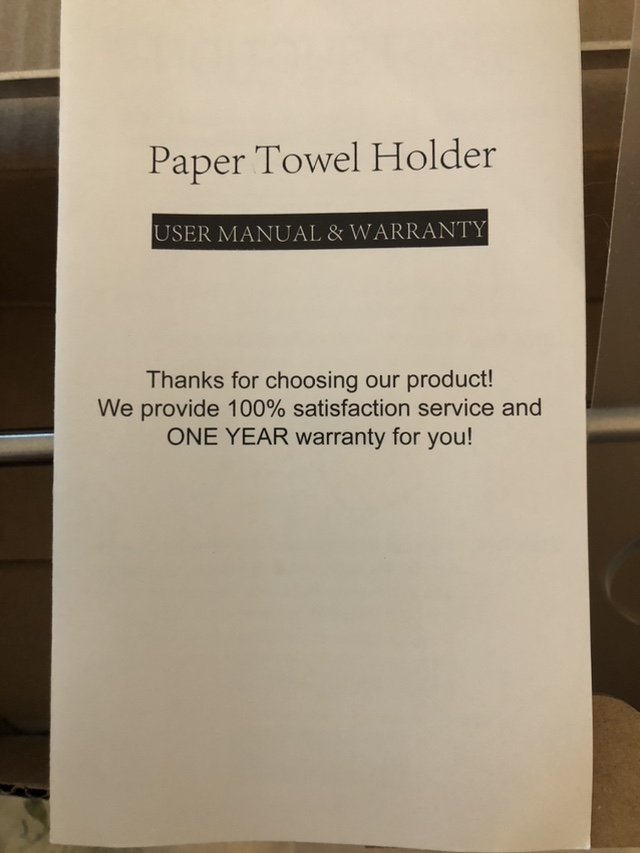 Paper Towel Holder
USER MANUAL & WARRANTY
Thanks for choosing our product!
We provide 100% satisfaction service and
ONE YEAR warranty for you!